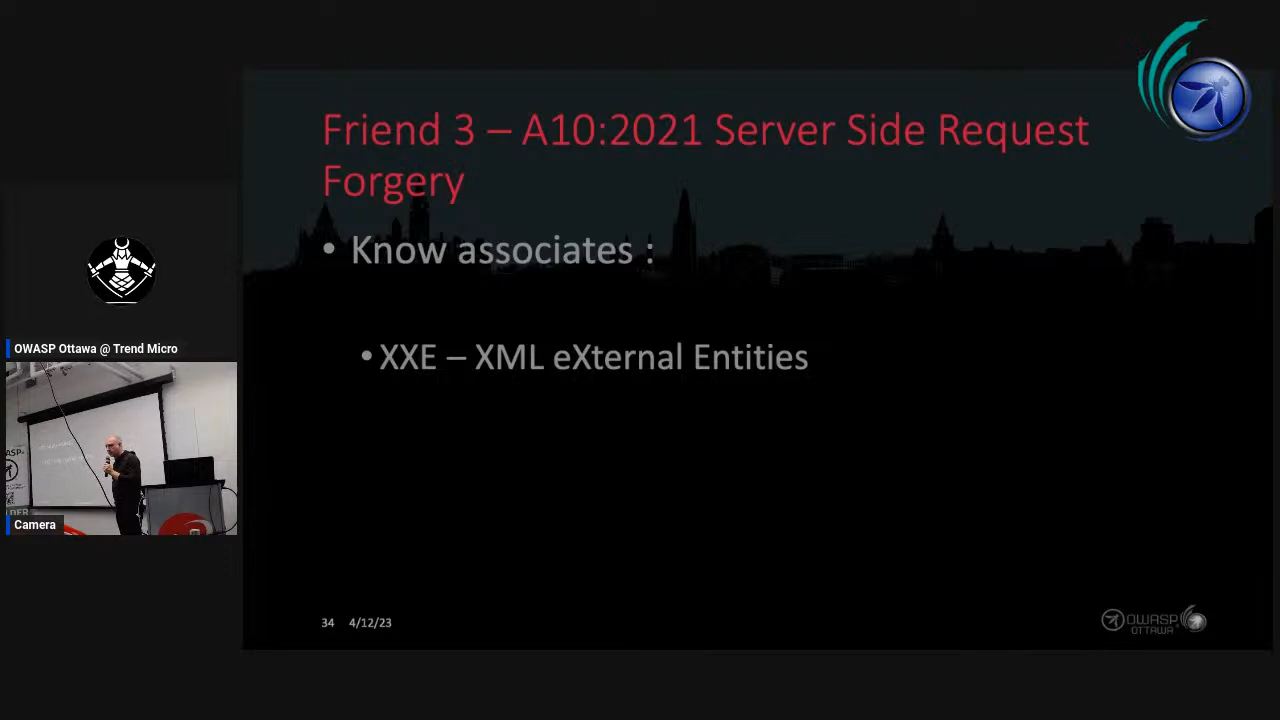 Friend 3 – A10:2021 Server Side Request
Forgery
• Know associates :
• XXE – XML eXternal Entities
OWASP Ottawa @ Trend Micro
Camera
34 4/12/23
OWASP
OTTAWA